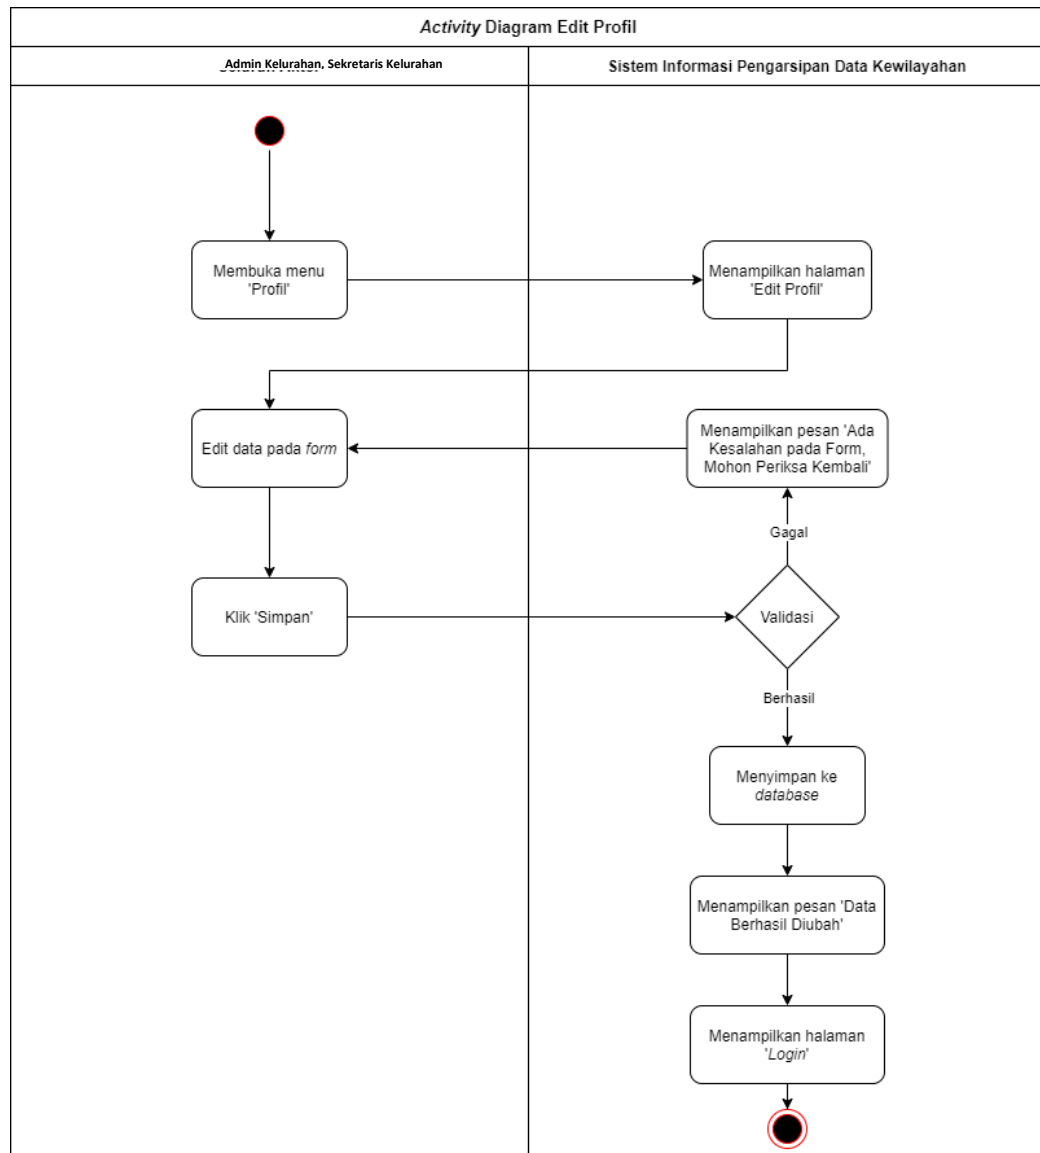 Activity Diagram Edit Profil
Admin Kelurahan, Sekretaris Kelurahan
Sistem Informasi Pengarsipan Data Kewilayahan
Membuka menu
'Profil'
Menampilkan halaman
'Edit Profil'
Edit data pada form
Menampilkan pesan 'Ada
Kesalahan pada Form,
Mohon Periksa Kembali'
Gagal
Klik 'Simpan'
Validasi
Berhasil
Menyimpan ke
database
Menampilkan pesan 'Data
Berhasil Diubah'
Menampilkan halaman
'Login'